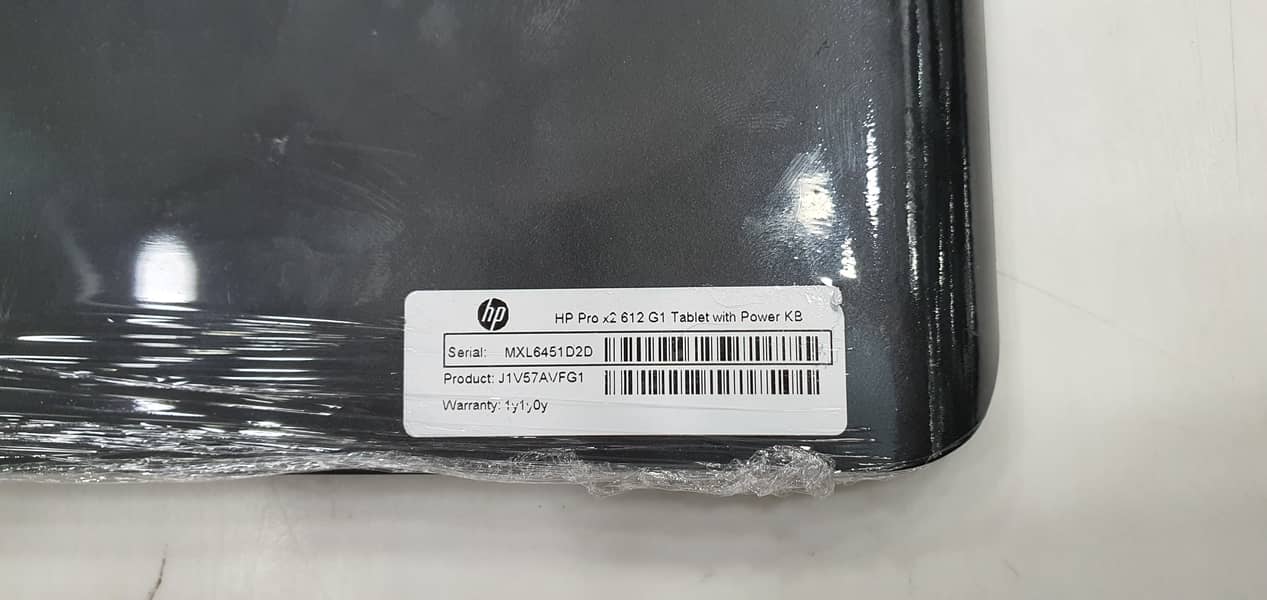 hp
HP Pro x2 612 G1 Tablet with Power KB
Serial: MXL6451D2D
Product: J1V57AVFG1
Warranty: 1y1y0y